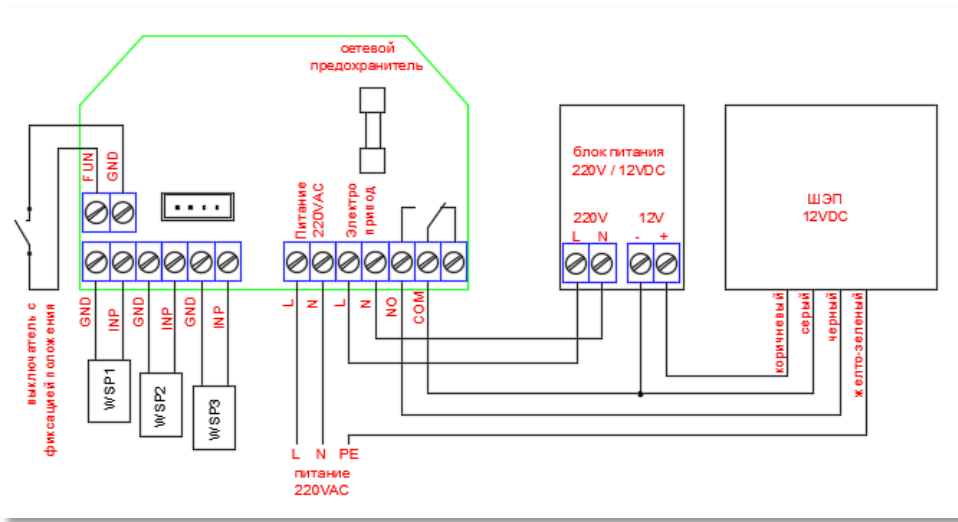 сетевой
предохранитель
FUN
GND
Питание
220VAC
Электро
привод
блок питания
220V / 12VDC
220V
12V
L
N
-
+
ШЭП
12VDC
GND
INP
GND
INP
GND
INP
L
N
L
N
NO
COM
выключатель с
фиксацией положения
WSP1
WSP2
WSP3
коричневый
серый
черный
желто-зеленый
L N PE
питание
220VAC